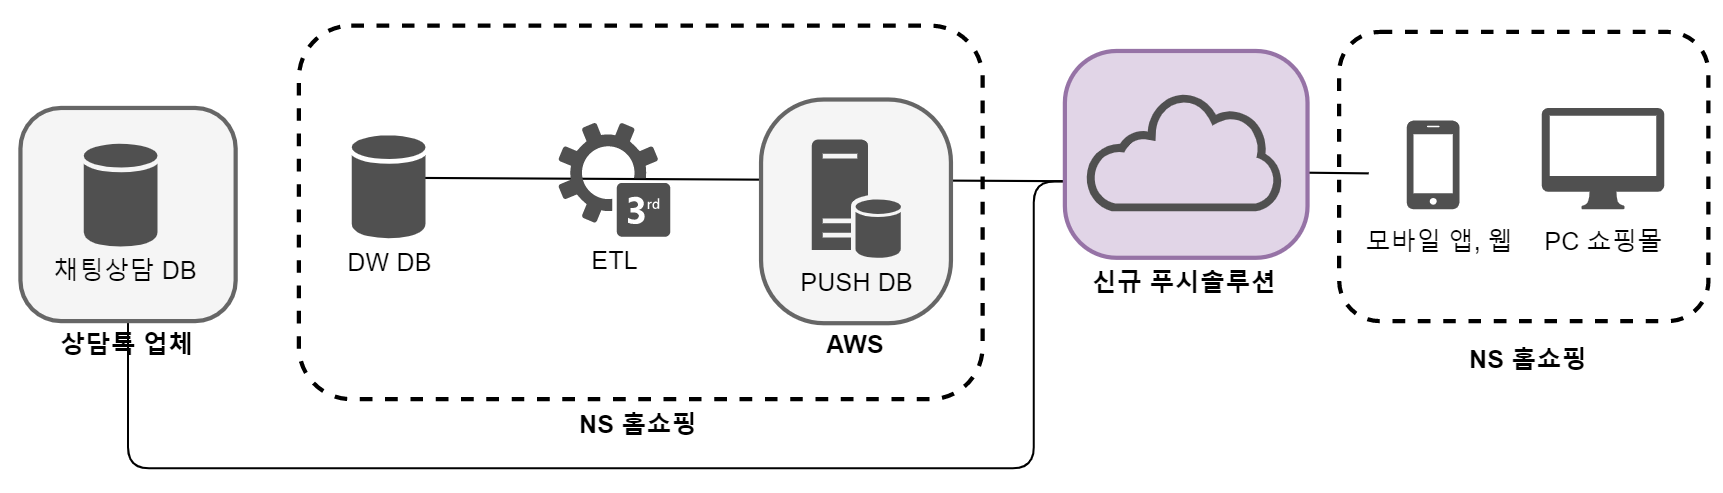 채팅상담 DB
상담톡 업체
DW DB
3rd
ETL
PUSH DB
AWS
NS 홈쇼핑
신규 푸시솔루션
모바일 앱, 웹
PC 쇼핑몰
NS 홈쇼핑